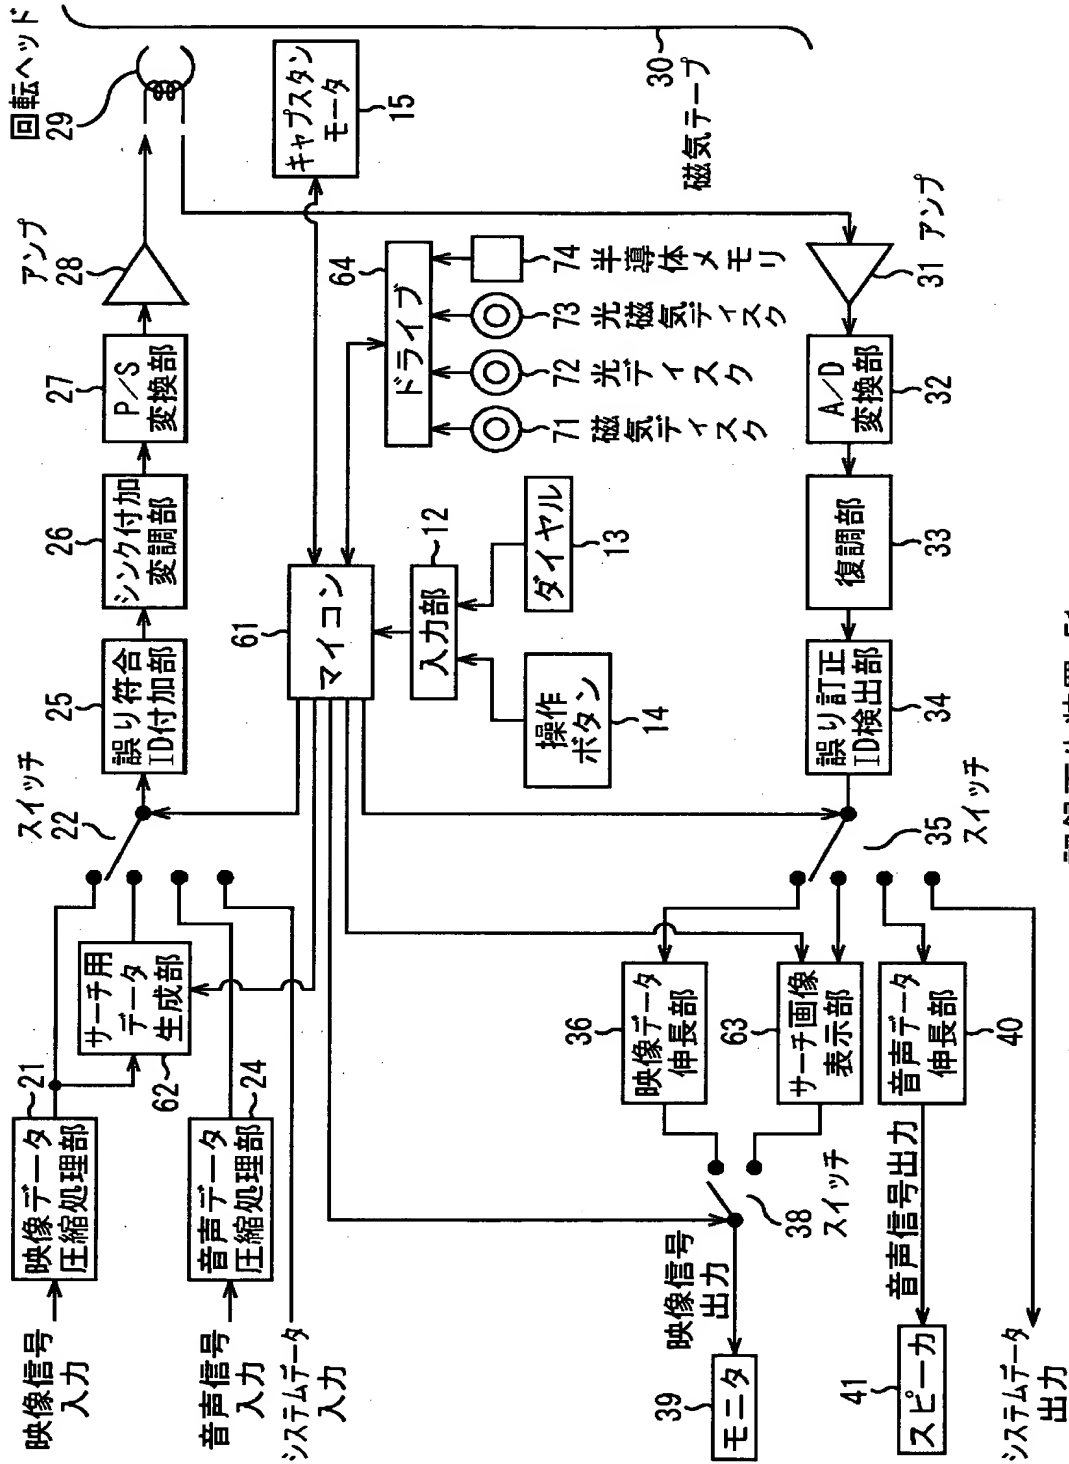 映像信号
入力
映像データ
圧縮処理部
21
サーチ用
データ
生成部
62
音声信号
入力
音声データ
圧縮処理部
24
システムデータ
入力
スイッチ
22
誤り符合
ID付加部
25
シンク付加
変調部
26
P/S
変換部
27
アンプ
28
回転ヘッド
29
キャプスタン
モータ
15
30
磁気テープ
マイコン
61
入力部
12
ダイヤル
13
操作
ボタン
14
ドライブ
64
71
磁気ディスク
72
光ディスク
73
光磁気ディスク
74
半導体メモリ
31
アンプ
A/D
変換部
32
復調部
33
誤り訂正
ID検出部
34
35
スイッチ
映像データ
伸長部
36
サーチ画像
表示部
63
音声データ
伸長部
40
38
スイッチ
映像信号
出力
モニタ
39
音声信号出力
スピーカ
41
システムデータ
出力